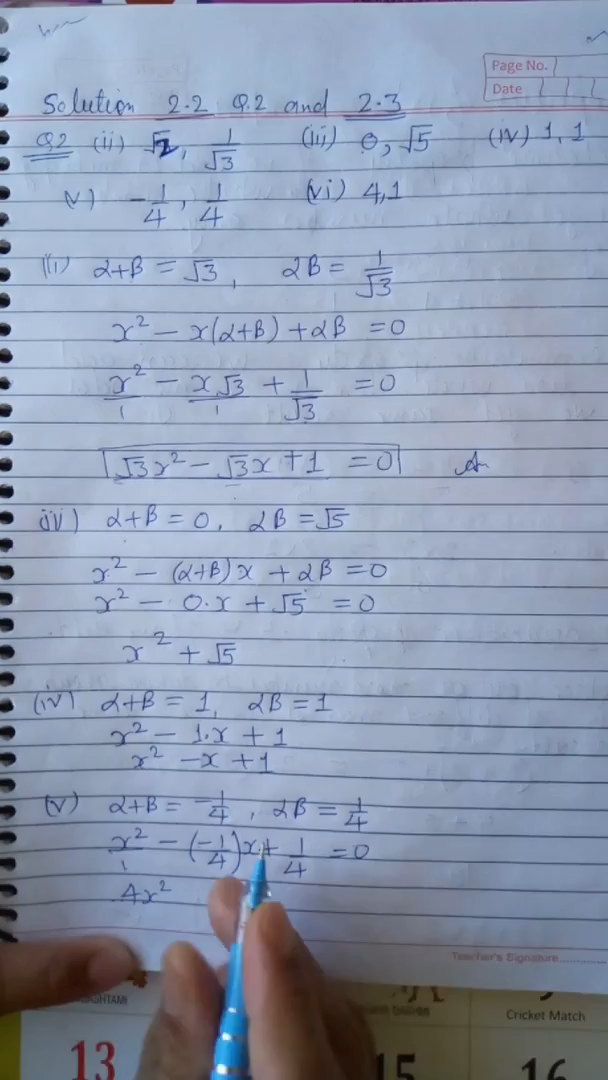 Page No.
Date
Solution 2.2 Q.2 and 2.3
Q2 (ii) √2, 1/√3 (iii) 0, √5 (iv) 1, 1
v) -1/4, 1/4 (vi) 4,1
(ii) α+β = √3, αβ = 1/√3
x² - x(α+β) + αβ = 0
x²/1 - x√3/1 + 1/√3 = 0
√3x² - √3x + 1 = 0
α+β = 0, αβ = √5
x² - (α+β)x + αβ = 0
x² - 0.x + √5 = 0
x² + √5
(iv) α+β = 1, αβ = 1
x² - 1.x + 1
x² - x + 1
(v) α+β = -1/4, αβ = 1/4
x²/1 - (-1/4)x + 1/4 = 0
4x²
Teacher's Signature............
Cricket Match
13 15 16